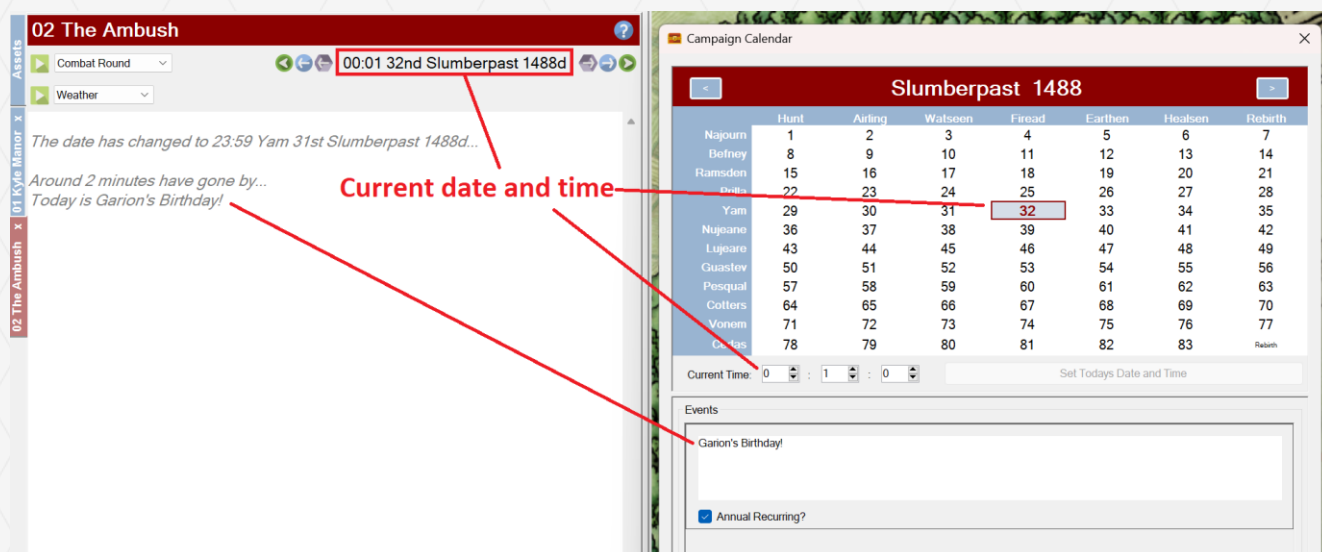 02 The Ambush
?
Assets
01 Kyle Manor x
02 The Ambush x
Combat Round
00:01 32nd Slumberpast 1488d
Weather
The date has changed to 23:59 Yam 31st Slumberpast 1488d...
Around 2 minutes have gone by...
Today is Garion's Birthday!
Current date and time
Campaign Calendar
< Slumberpast 1488 >
Hunt Airling Watseen Firead Earthen Healsen Rebirth
Najourn 1 2 3 4 5 6 7
Befney 8 9 10 11 12 13 14
Ramsden 15 16 17 18 19 20 21
Prilla 22 23 24 25 26 27 28
Yam 29 30 31 32 33 34 35
Nujeane 36 37 38 39 40 41 42
Lujeare 43 44 45 46 47 48 49
Guastev 50 51 52 53 54 55 56
Pesqual 57 58 59 60 61 62 63
Cotters 64 65 66 67 68 69 70
Vonem 71 72 73 74 75 76 77
78 79 80 81 82 83 Rebirth
Current Time: 0 : 1 : 0 Set Todays Date and Time
Events
Garion's Birthday!
Annual Recurring?